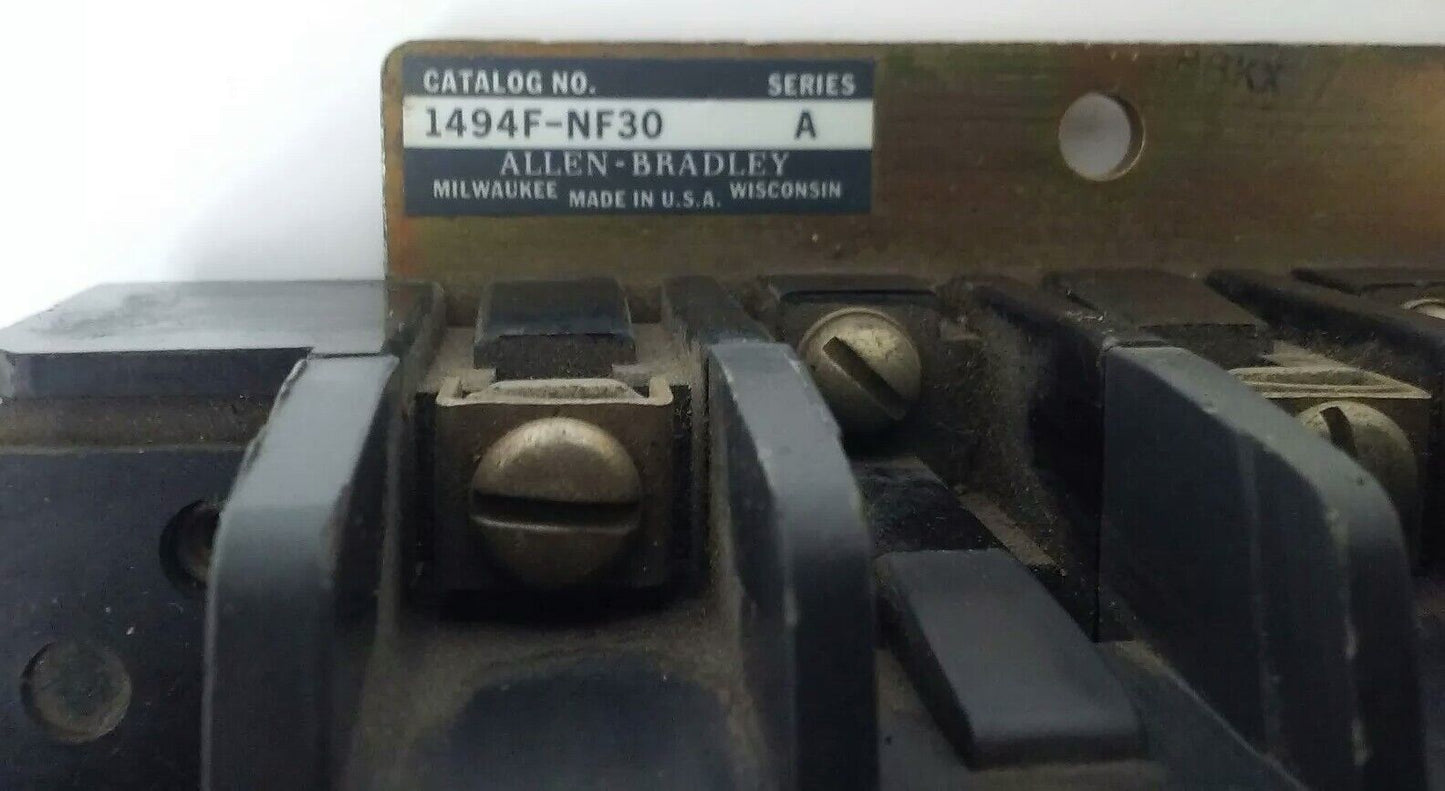 CATALOG NO. SERIES
1494F-NF30 A
ALLEN-BRADLEY
MILWAUKEE MADE IN U.S.A. WISCONSIN